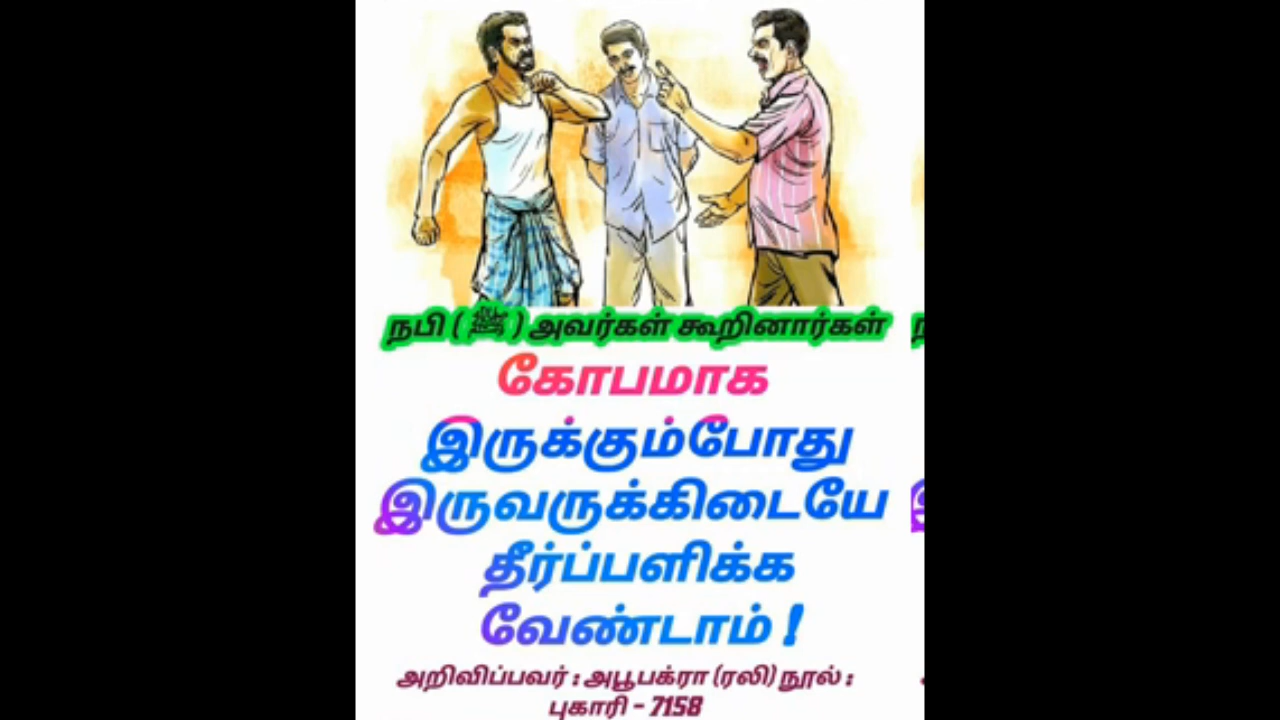 நபி ( ﷺ ) அவர்கள் கூறினார்கள்
கோபமாக
இருக்கும்போது
இருவருக்கிடையே
தீர்ப்பளிக்க
வேண்டாம் !
அறிவிப்பவர் : அபூபக்ரா (ரலி) நூல் :
புகாரி - 7158